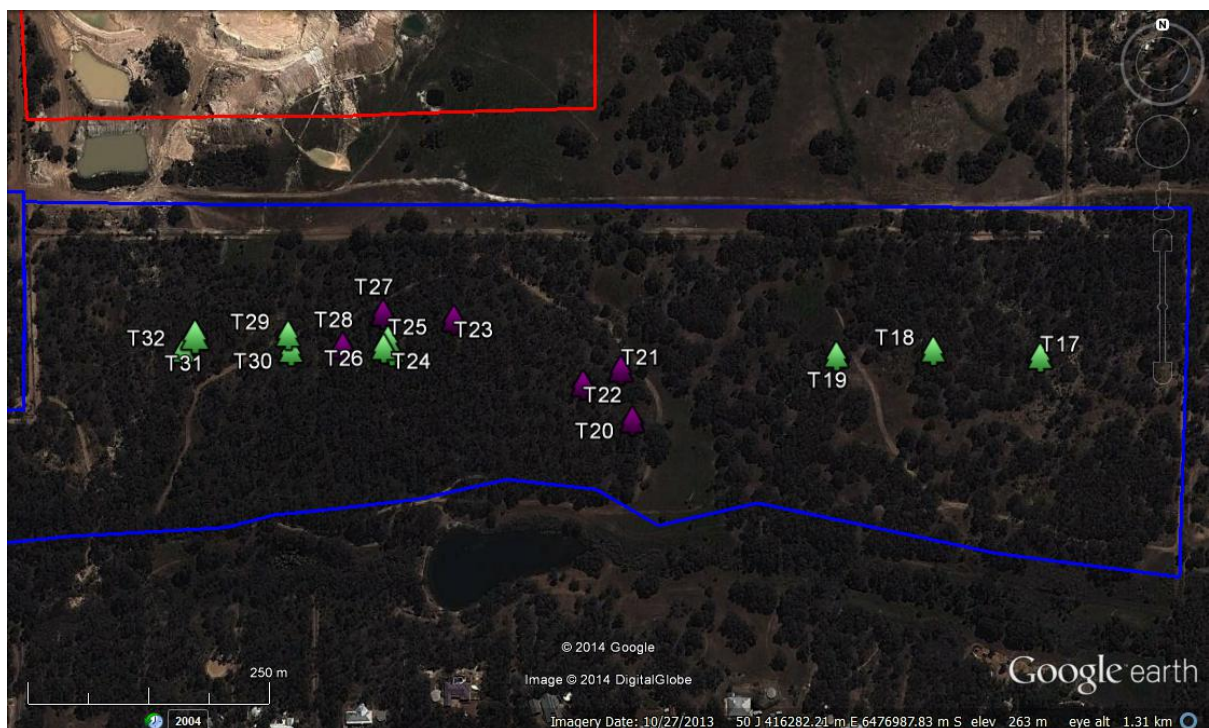 N
T27
T29
T28
T25
T23
T32
T31
T30
T26
T24
T21
T22
T20
T18
T17
T19
© 2014 Google
Image © 2014 DigitalGlobe
250 m
Google earth
2004
Imagery Date: 10/27/2013 50 J 416282.21 m E 6476987.83 m S elev 263 m eye alt 1.31 km